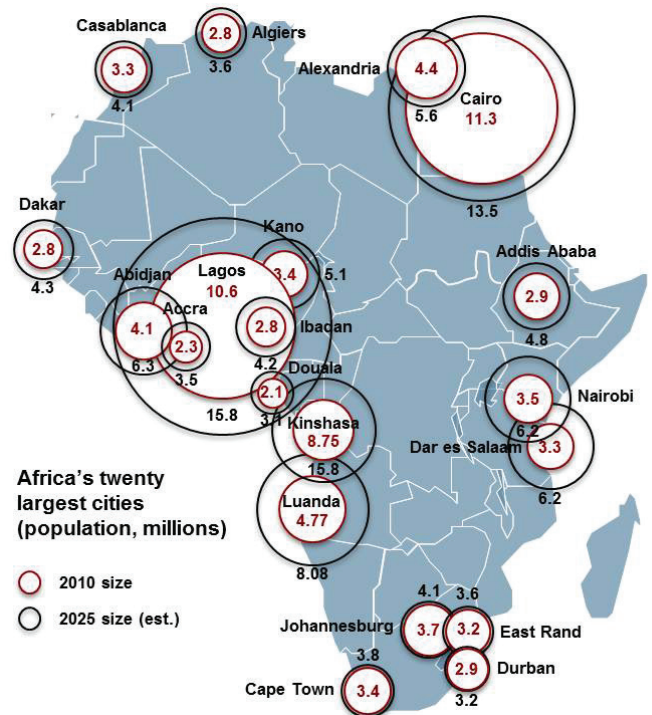 Casablanca
3.3
4.1
2.8
Algiers
3.6
Alexandria
4.4
5.6
Cairo
11.3
13.5
Dakar
2.8
4.3
Kano
3.4
5.1
Lagos
10.6
15.8
Abidjan
4.1
6.3
Accra
2.3
3.5
2.8
Ibadan
4.2
Douala
2.1
3.1
Addis Ababa
2.9
4.8
Kinshasa
8.75
15.8
3.5
Nairobi
6.2
Dar es Salaam
3.3
6.2
Luanda
4.77
8.08
Africa's twenty
largest cities
(population, millions)
2010 size
2025 size (est.)
4.1
Johannesburg
3.7
3.6
3.2
East Rand
2.9
Durban
3.2
3.8
Cape Town
3.4